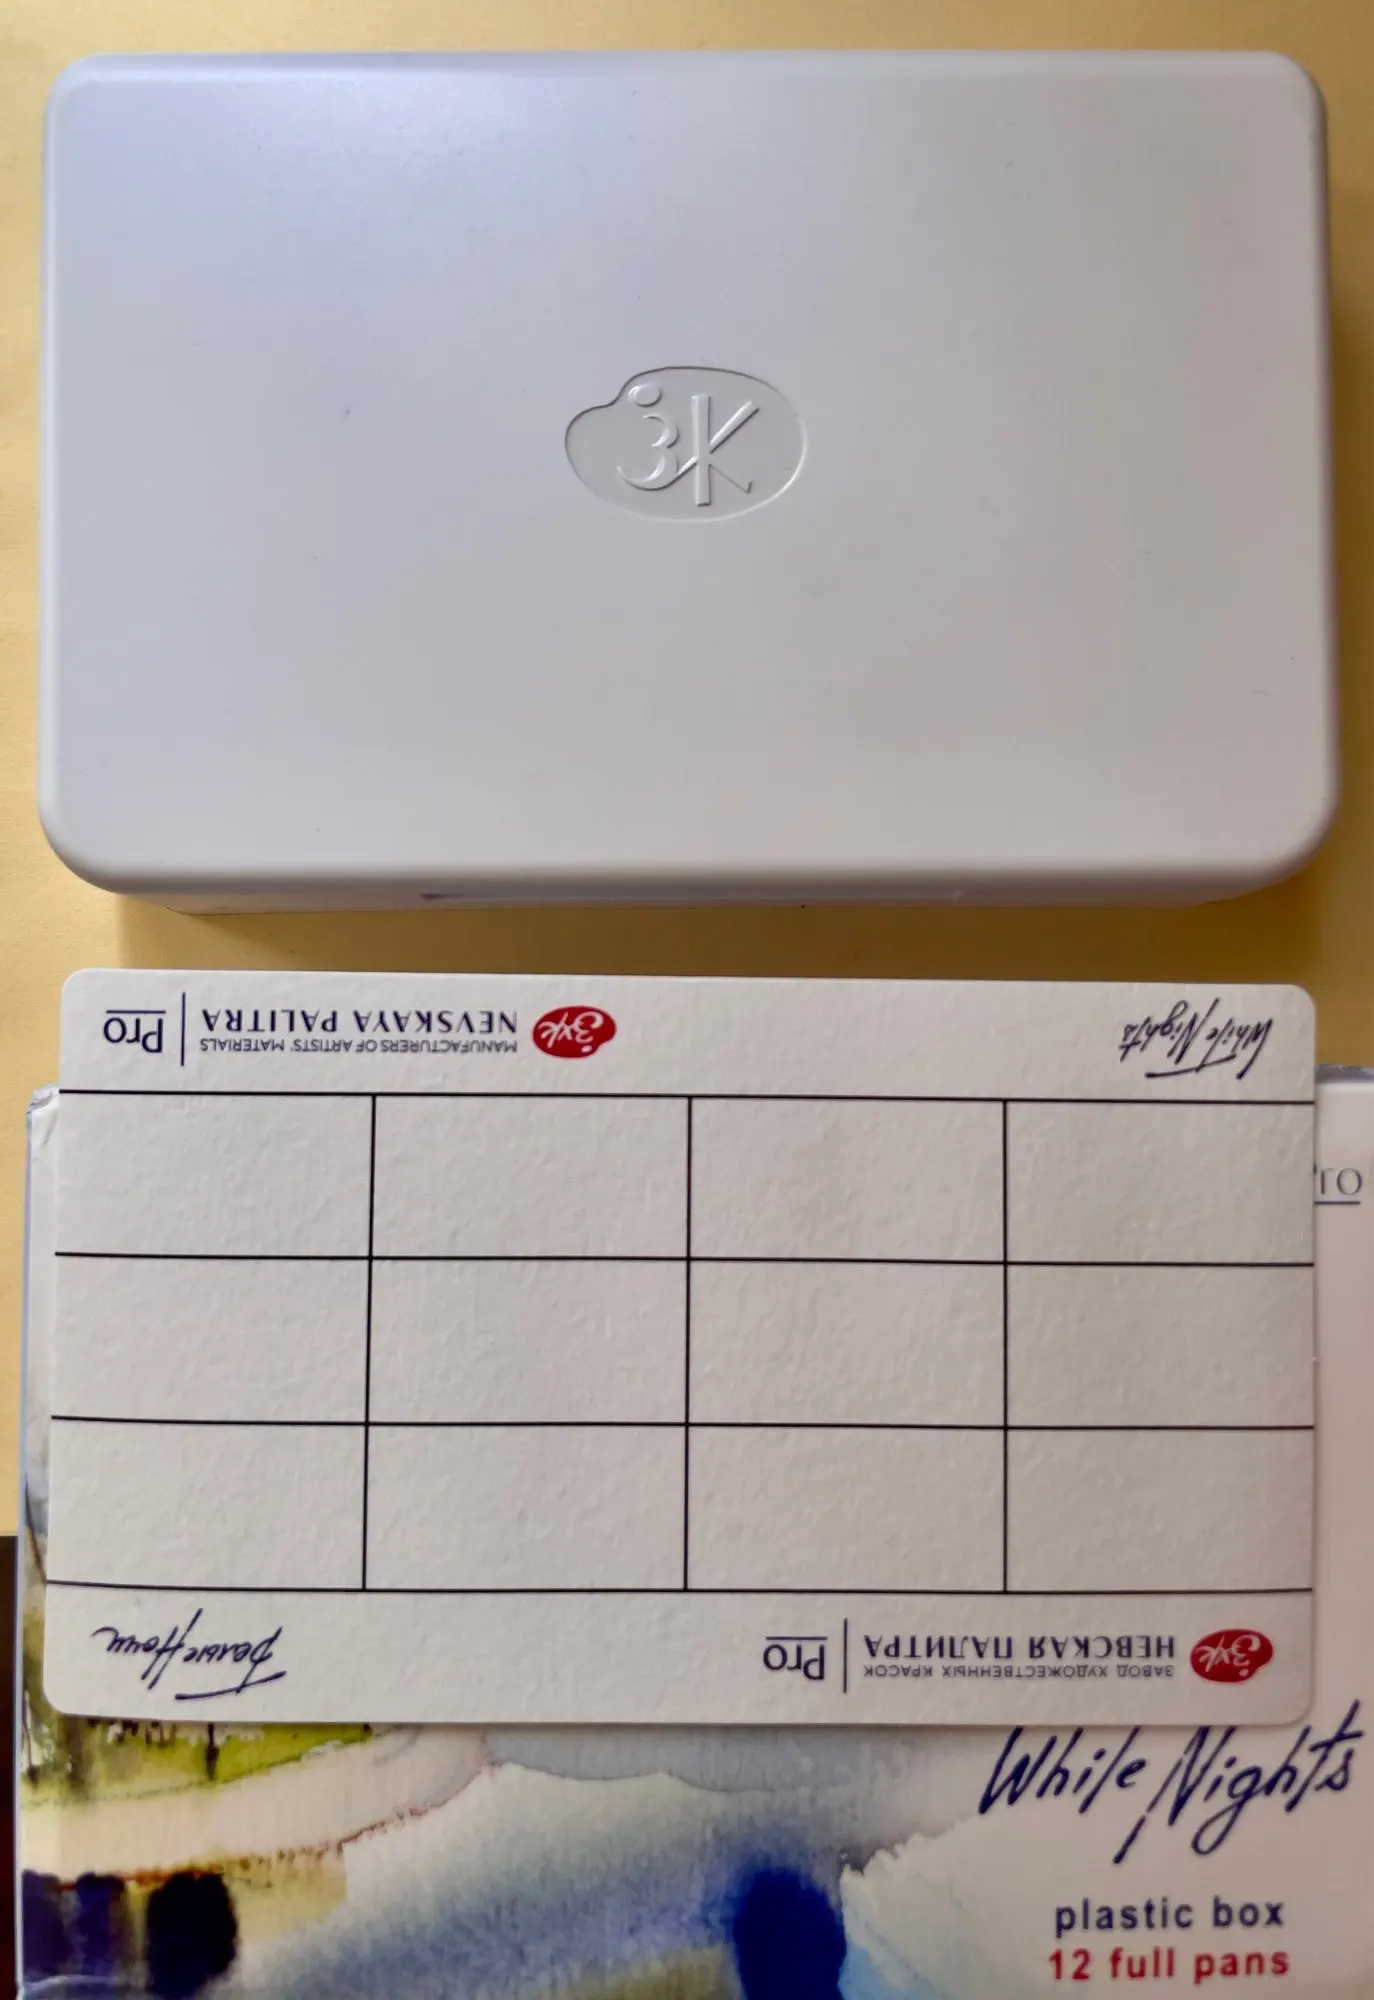 ЗХК
ЗХК
ЗАВОД ХУДОЖЕСТВЕННЫХ КРАСОК
НЕВСКАЯ ПАЛИТРА
Pro
Белые Ночи
White Nights
ЗХК
MANUFACTURERS OF ARTISTS' MATERIALS
NEVSKAYA PALITRA
Pro
White Nights
plastic box
12 full pans